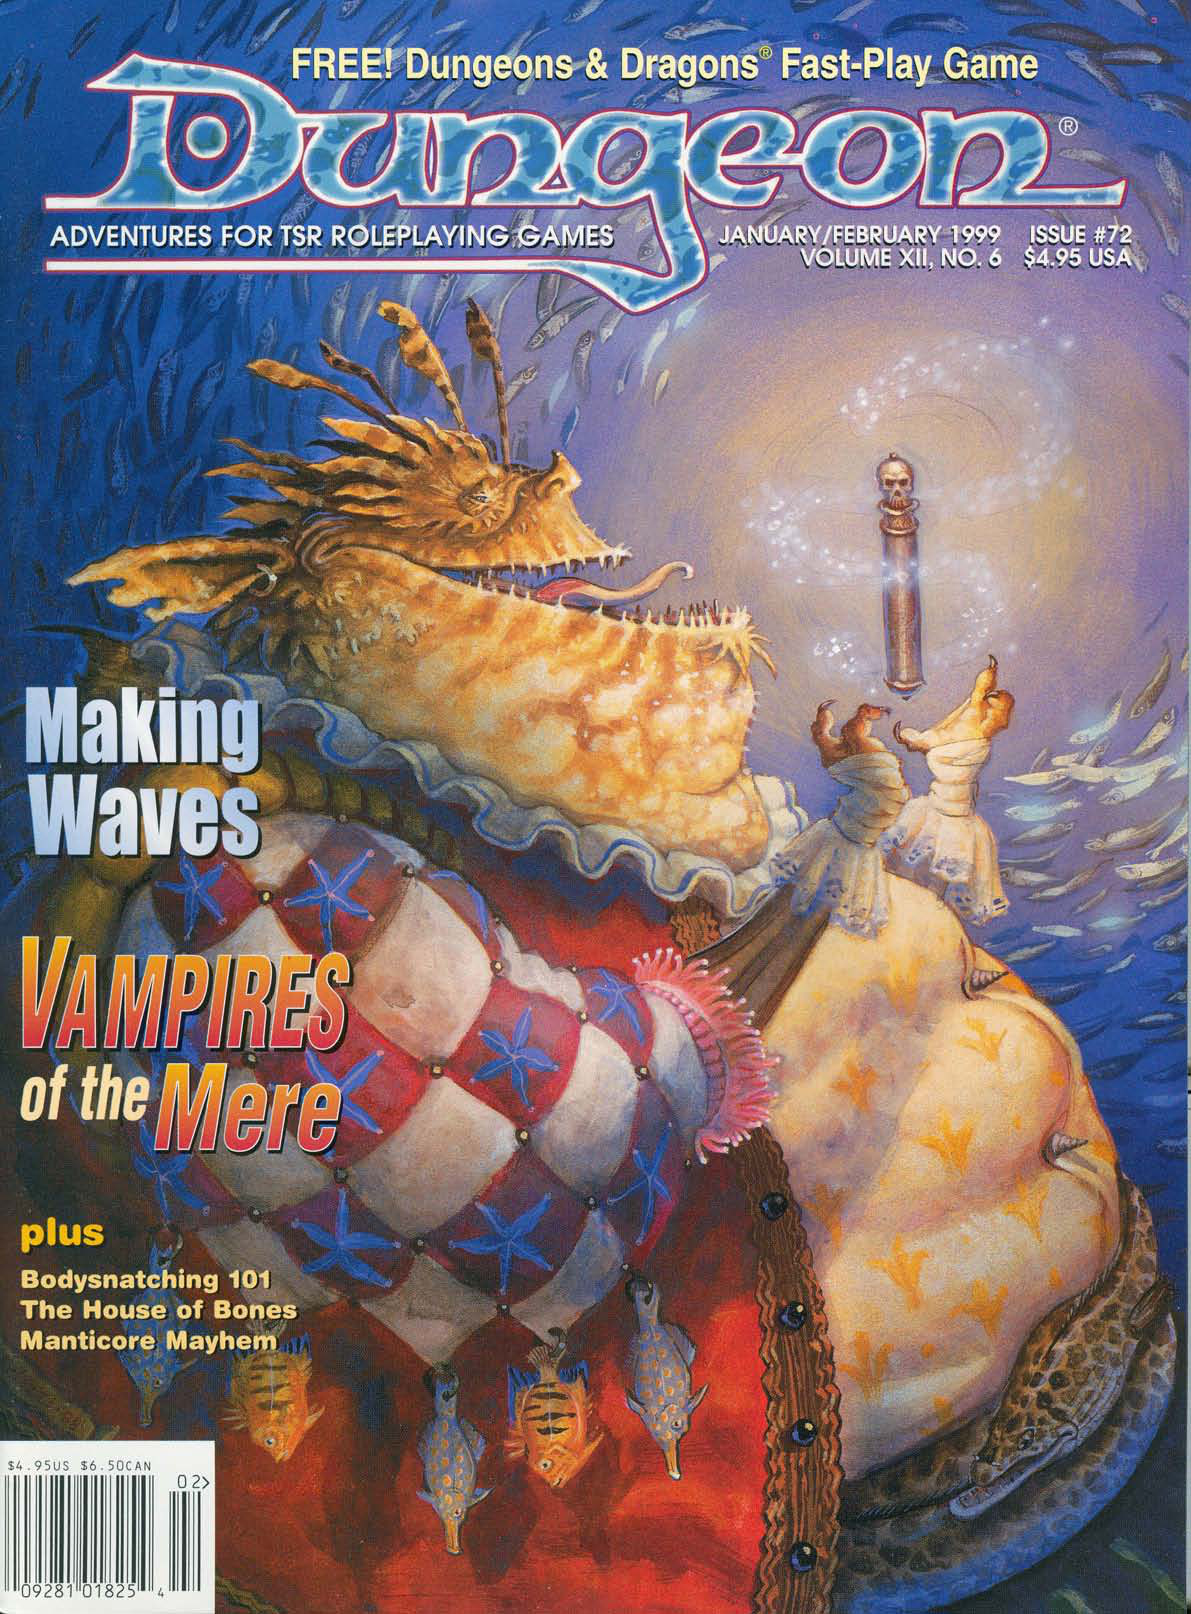 FREE! Dungeons & Dragons® Fast-Play Game
Dungeon®
ADVENTURES FOR TSR ROLEPLAYING GAMES
JANUARY/FEBRUARY 1999 ISSUE #72
VOLUME XII, NO. 6 $4.95 USA
Making
Waves
VAMPIRES
of the Mere
plus
Bodysnatching 101
The House of Bones
Manticore Mayhem
$4.95US $6.50CAN
02>
09281 01825 4